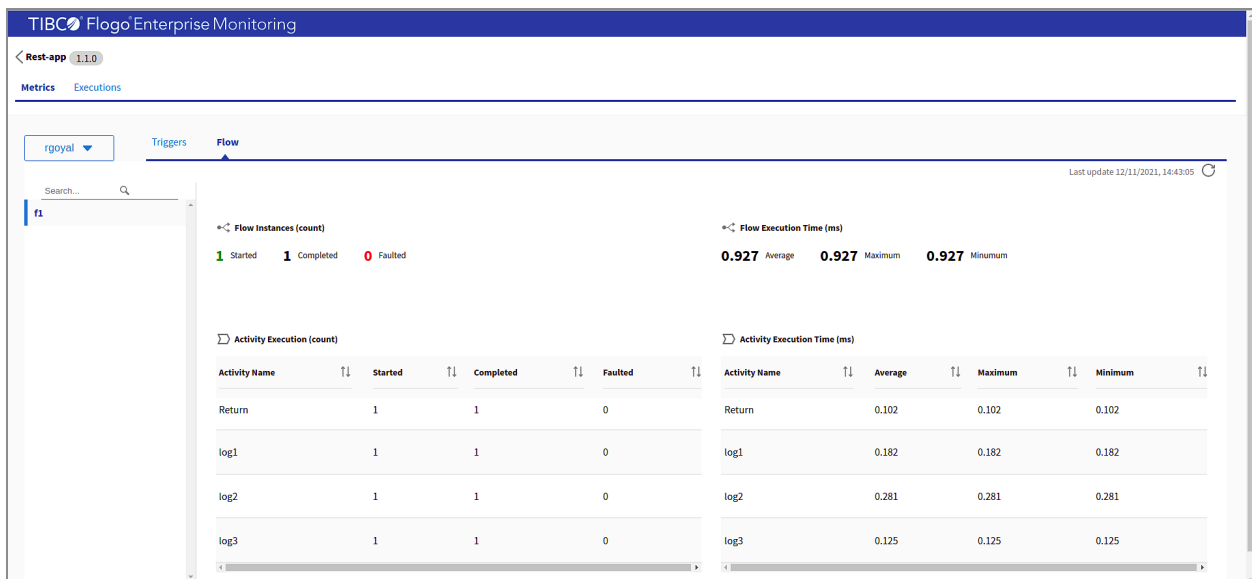 TIBCO® Flogo® Enterprise Monitoring
Rest-app 1.1.0
Metrics Executions
rgoyal Triggers Flow
Last update 12/11/2021, 14:43:05
Search...
f1
Flow Instances (count) Flow Execution Time (ms)
1 Started 1 Completed 0 Faulted 0.927 Average 0.927 Maximum 0.927 Minumum
Activity Execution (count) Activity Execution Time (ms)
Activity Name Started Completed Faulted Activity Name Average Maximum Minimum
Return 1 1 0 Return 0.102 0.102 0.102
log1 1 1 0 log1 0.182 0.182 0.182
log2 1 1 0 log2 0.281 0.281 0.281
log3 1 1 0 log3 0.125 0.125 0.125